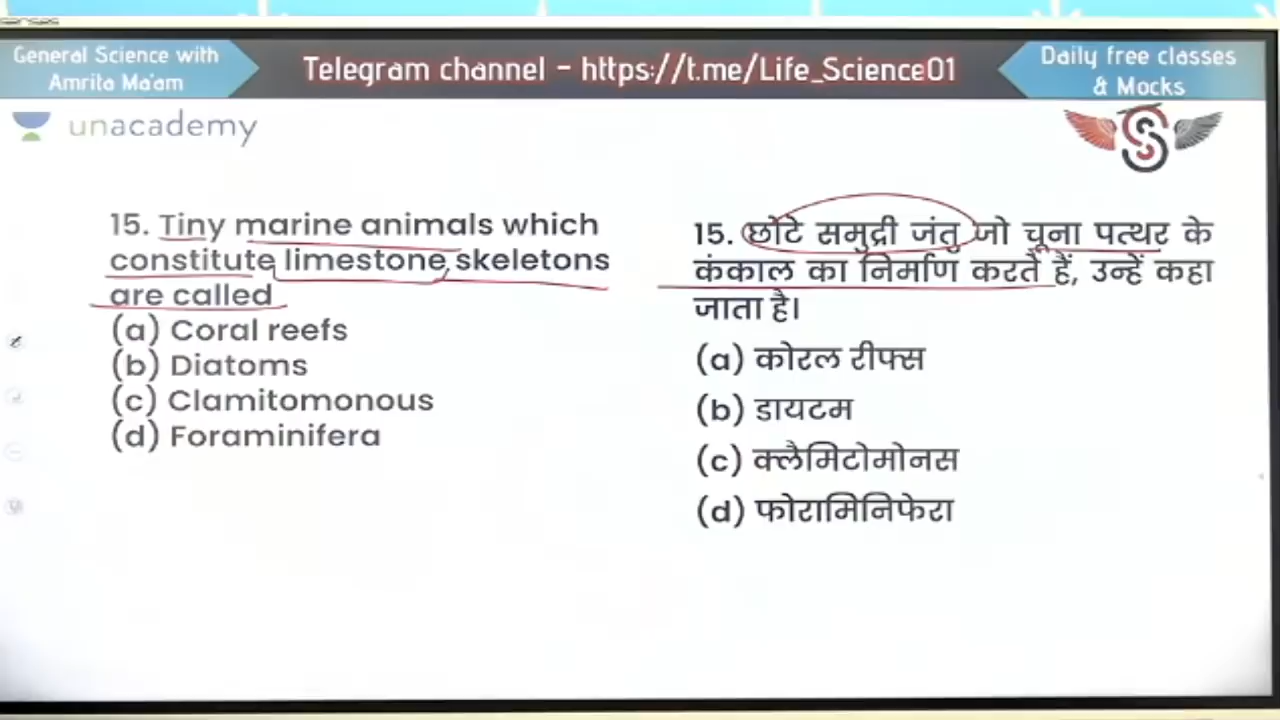 General Science with
Amrita Ma'am
Telegram channel - https://t.me/Life_Science01
Daily free classes
& Mocks
unacademy
15. Tiny marine animals which
constitute limestone skeletons
are called
(a) Coral reefs
(b) Diatoms
(c) Clamitomonous
(d) Foraminifera
15. छोटे समुद्री जंतु जो चूना पत्थर के
कंकाल का निर्माण करते हैं, उन्हें कहा
जाता है।
(a) कोरल रीफ्स
(b) डायटम
(c) क्लैमिटोमोनस
(d) फोरामिनिफेरा